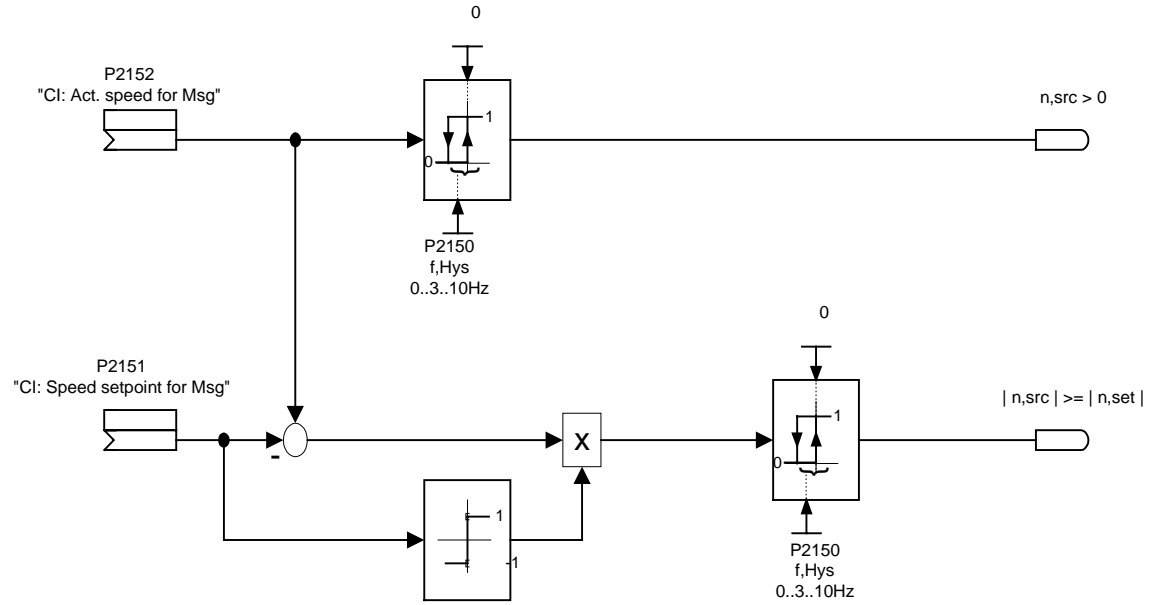 0
P2152
"CI: Act. speed for Msg"
n,src > 0
1
0
P2150
f,Hys
0..3..10Hz
0
P2151
"CI: Speed setpoint for Msg"
| n,src | >= | n,set |
1
-
X
0
1
-1
P2150
f,Hys
0..3..10Hz